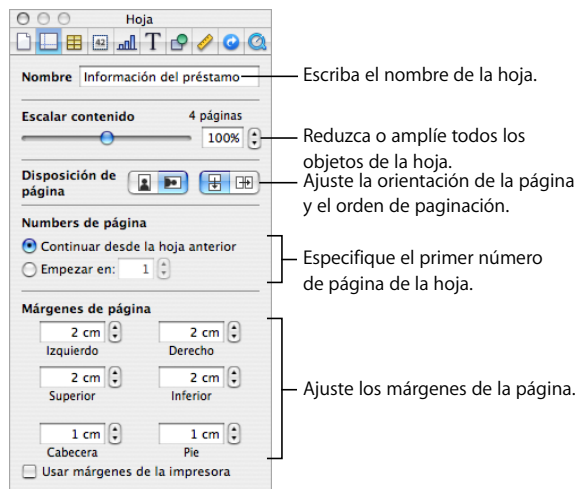 Hoja
42
T
Nombre Información del préstamo
Escriba el nombre de la hoja.
Escalar contenido 4 páginas
100%
Reduzca o amplíe todos los
objetos de la hoja.
Disposición de
página
Ajuste la orientación de la página
y el orden de paginación.
Numbers de página
Continuar desde la hoja anterior
Empezar en: 1
Especifique el primer número
de página de la hoja.
Márgenes de página
2 cm 2 cm
Izquierdo Derecho
2 cm 2 cm
Superior Inferior
Ajuste los márgenes de la página.
1 cm 1 cm
Cabecera Pie
Usar márgenes de la impresora